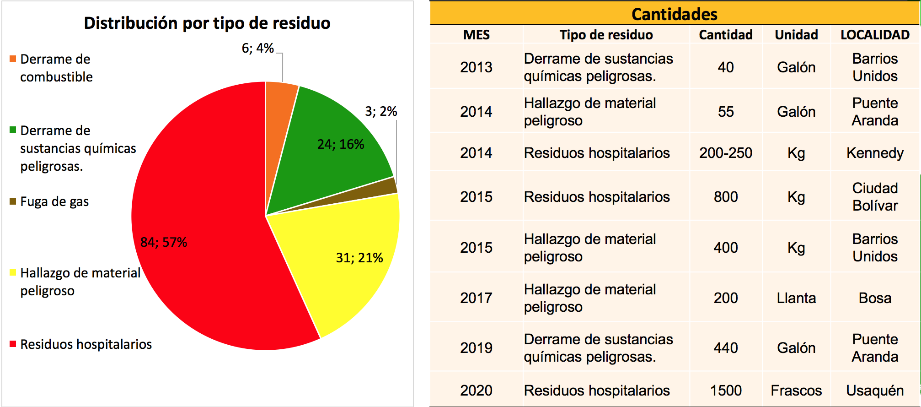 Distribución por tipo de residuo
6; 4%
Derrame de
combustible
3; 2%
Derrame de
sustancias químicas
peligrosas.
24; 16%
Fuga de gas
84; 57%
31; 21%
Hallazgo de material
peligroso
Residuos hospitalarios
Cantidades
MES Tipo de residuo Cantidad Unidad LOCALIDAD
2013 Derrame de sustancias químicas peligrosas. 40 Galón Barrios Unidos
2014 Hallazgo de material peligroso 55 Galón Puente Aranda
2014 Residuos hospitalarios 200-250 Kg Kennedy
2015 Residuos hospitalarios 800 Kg Ciudad Bolívar
2015 Hallazgo de material peligroso 400 Kg Barrios Unidos
2017 Hallazgo de material peligroso 200 Llanta Bosa
2019 Derrame de sustancias químicas peligrosas. 440 Galón Puente Aranda
2020 Residuos hospitalarios 1500 Frascos Usaquén